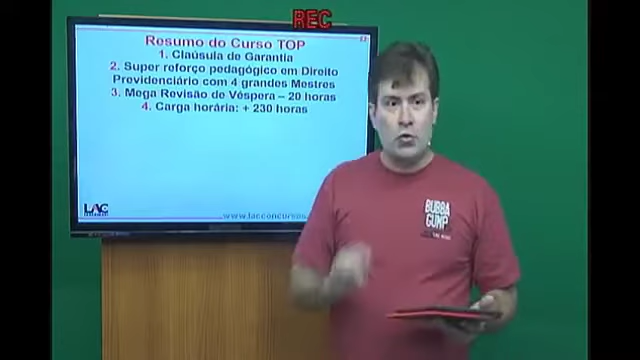 REC
Resumo do Curso TOP
1. Claúsula de Garantia
2. Super reforço pedagógico em Direito
Previdenciário com 4 grandes Mestres
3. Mega Revisão de Véspera – 20 horas
4. Carga horária: + 230 horas
LAC
www.lacconcursos.
BUBBA
GUMP